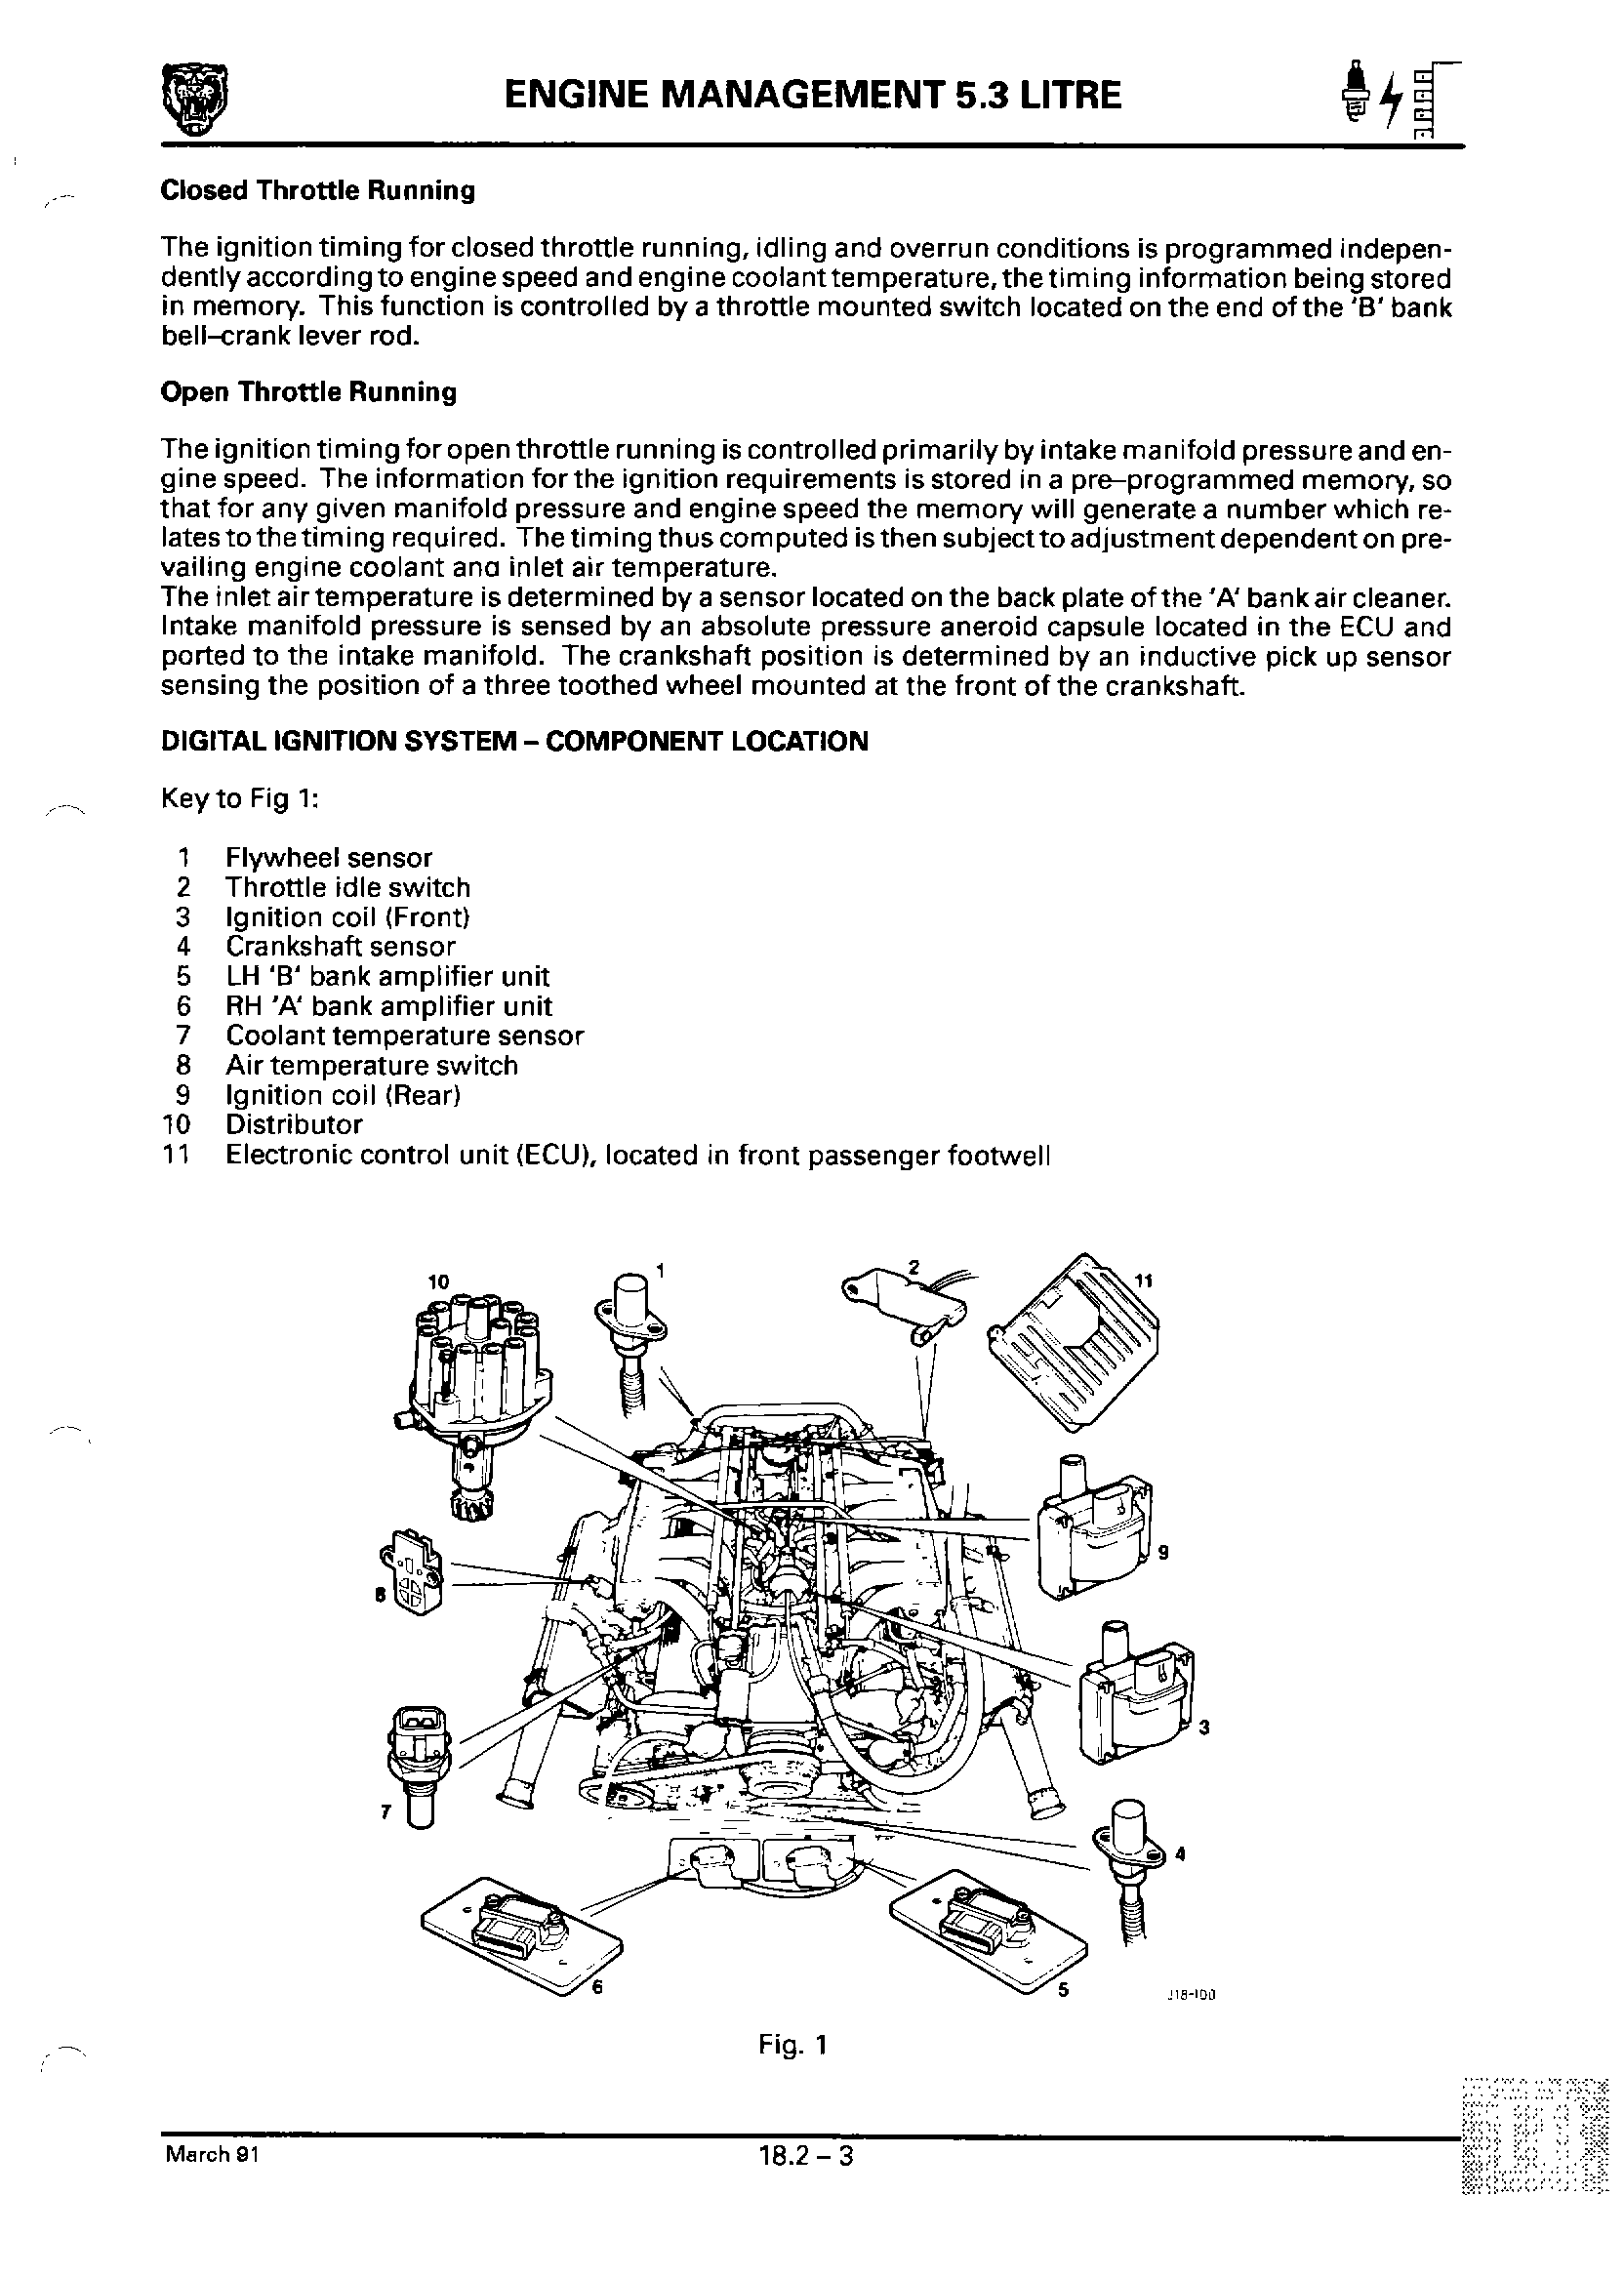 ENGINE MANAGEMENT 5.3 LITRE
Closed Throttle Running
The ignition timing for closed throttle running, idling and overrun conditions is programmed indepen-
dently according to engine speed and engine coolant temperature, the timing information being stored
in memory. This function is controlled by a throttle mounted switch located on the end of the 'B' bank
bell–crank lever rod.
Open Throttle Running
The ignition timing for open throttle running is controlled primarily by intake manifold pressure and en-
gine speed. The information for the ignition requirements is stored in a pre–programmed memory, so
that for any given manifold pressure and engine speed the memory will generate a number which re-
lates to the timing required. The timing thus computed is then subject to adjustment dependent on pre-
vailing engine coolant and inlet air temperature.
The inlet air temperature is determined by a sensor located on the back plate of the 'A' bank air cleaner.
Intake manifold pressure is sensed by an absolute pressure aneroid capsule located in the ECU and
ported to the intake manifold. The crankshaft position is determined by an inductive pick up sensor
sensing the position of a three toothed wheel mounted at the front of the crankshaft.
DIGITAL IGNITION SYSTEM – COMPONENT LOCATION
Key to Fig 1:
1 Flywheel sensor
2 Throttle idle switch
3 Ignition coil (Front)
4 Crankshaft sensor
5 LH 'B' bank amplifier unit
6 RH 'A' bank amplifier unit
7 Coolant temperature sensor
8 Air temperature switch
9 Ignition coil (Rear)
10 Distributor
11 Electronic control unit (ECU), located in front passenger footwell
10
1
2
11
9
8
3
7
4
6
5
J18-100
Fig. 1
March 91
18.2 – 3